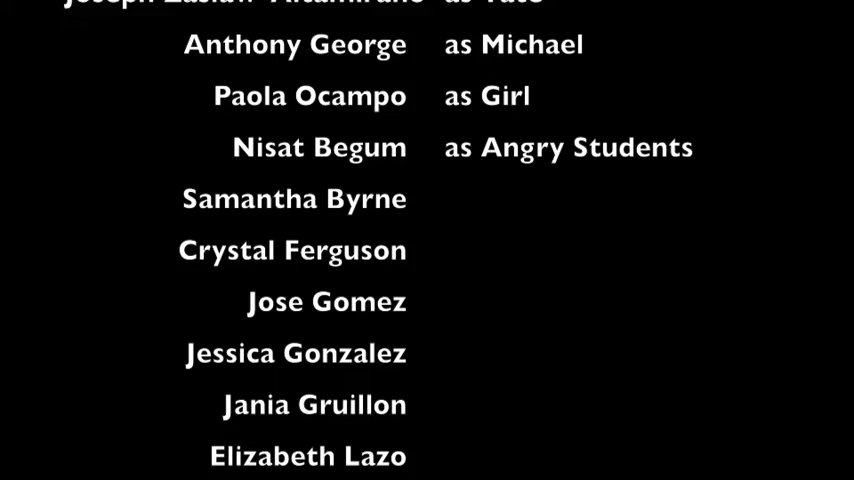 Anthony George as Michael
Paola Ocampo as Girl
Nisat Begum as Angry Students
Samantha Byrne
Crystal Ferguson
Jose Gomez
Jessica Gonzalez
Jania Gruillon
Elizabeth Lazo